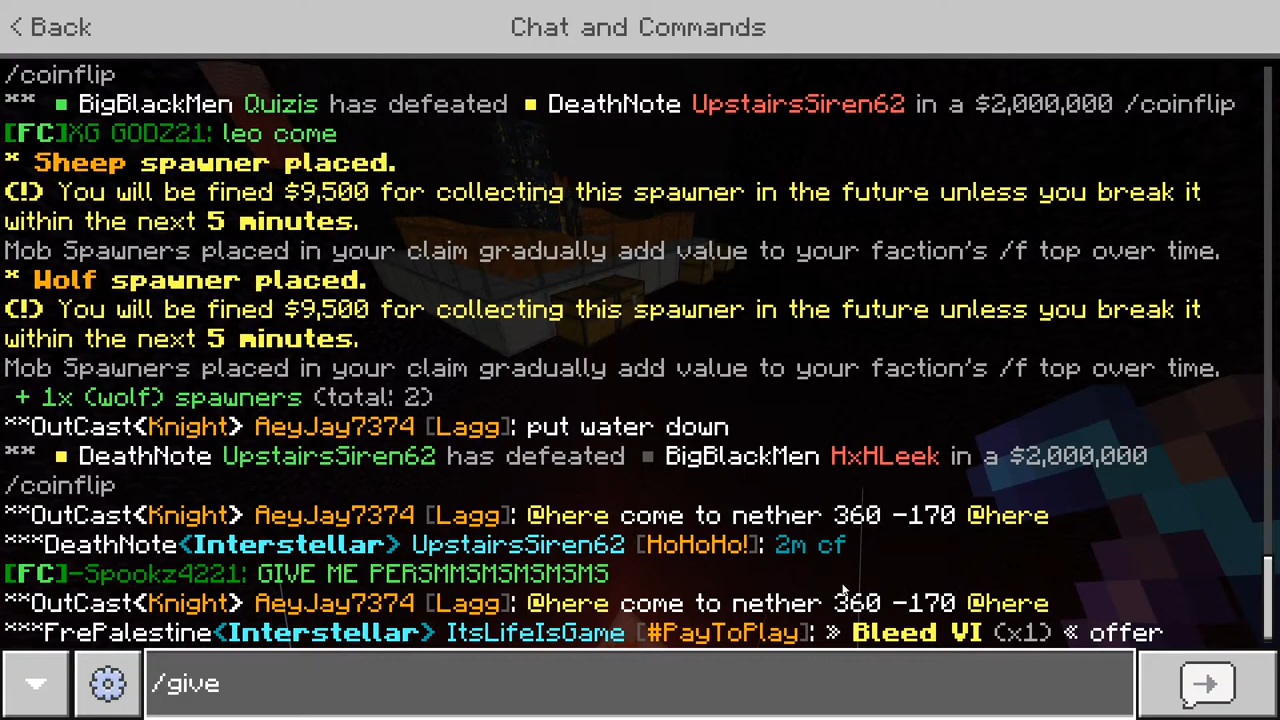 Back
Chat and Commands
/coinflip
** ■ BigBlackMen Quizis has defeated ■ DeathNote UpstairsSiren62 in a $2,000,000 /coinflip
[FC]XG GODZ21: leo come
* Sheep spawner placed.
(!) You will be fined $9,500 for collecting this spawner in the future unless you break it
within the next 5 minutes.
Mob Spawners placed in your claim gradually add value to your faction's /f top over time.
* Wolf spawner placed.
(!) You will be fined $9,500 for collecting this spawner in the future unless you break it
within the next 5 minutes.
Mob Spawners placed in your claim gradually add value to your faction's /f top over time.
+ 1x (wolf) spawners (total: 2)
**OutCast<Knight> AeyJay7374 [Lagg]: put water down
** ■ DeathNote UpstairsSiren62 has defeated ■ BigBlackMen HxHLeek in a $2,000,000
/coinflip
**OutCast<Knight> AeyJay7374 [Lagg]: @here come to nether 360 -170 @here
***DeathNote<Interstellar> UpstairsSiren62 [HoHoHo!]: 2m cf
[FC]-Spookz4221: GIVE ME PERSMMSMSMSMSMS
**OutCast<Knight> AeyJay7374 [Lagg]: @here come to nether 360 -170 @here
***FrePalestine<Interstellar> ItsLifeIsGame [#PayToPlay]: » Bleed VI (x1) « offer
/give